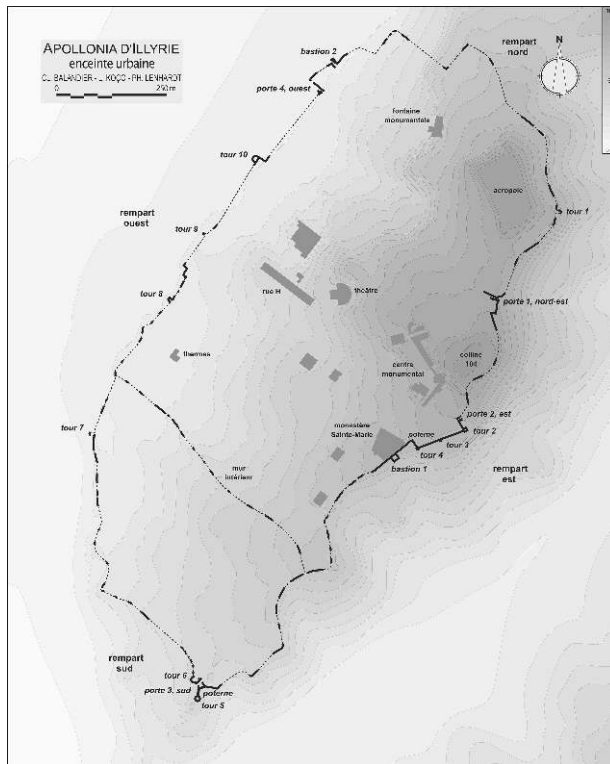 APOLLONIA D'ILLYRIE
enceinte urbaine
CL. BALANDIER - L. KOÇO - PH. LENHARDT
0 250 m
N
rempart
nord
bastion 2
porte 4, ouest
fontaine
monumentale
tour 10
acropole
tour 1
rempart
ouest
tour 9
rue H
théâtre
tour 8
porte 1, nord-est
thermes
centre
monumental
colline
104
porte 2, est
tour 7
monastère
Sainte-Marie
poterne
tour 2
tour 3
tour 4
bastion 1
rempart
est
mur
intérieur
rempart
sud
tour 6
porte 3, sud
poterne
tour 5